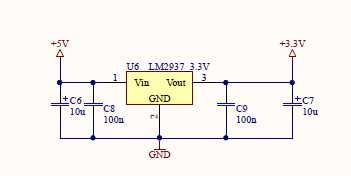 +5V
+3.3V
U6 LM2937_3.3V
1 Vin Vout 3
GND
2
+ C6
10u
C8
100n
C9
100n
+ C7
10u
GND